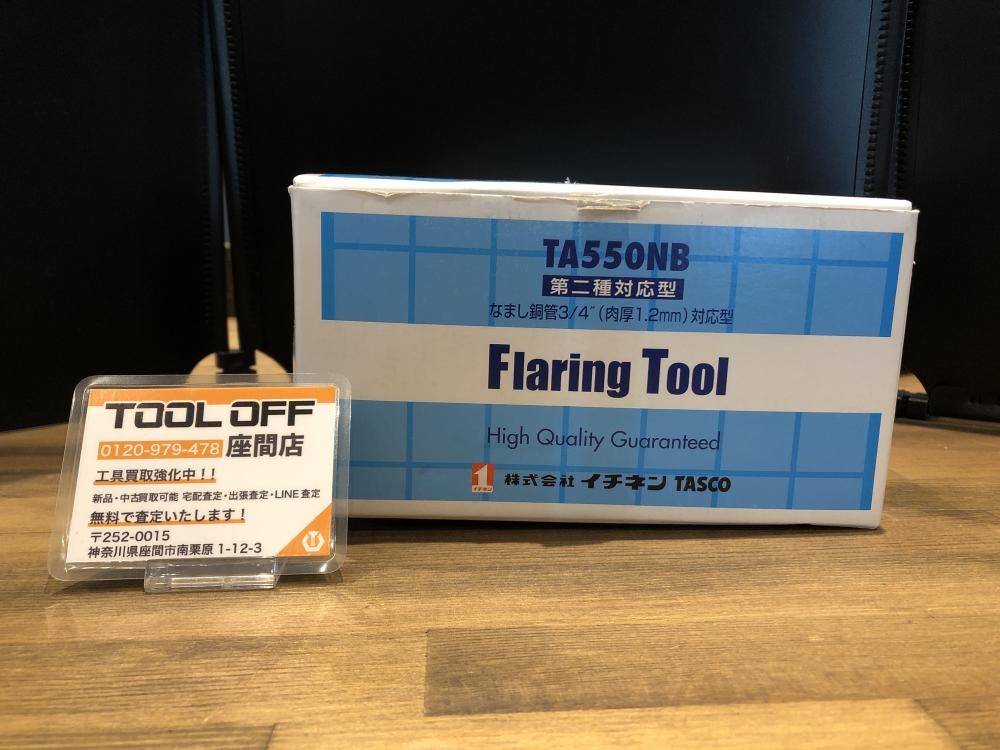 TA550NB
第二種対応型
なまし銅管3/4″(肉厚1.2mm)対応型
Flaring Tool
High Quality Guaranteed
1 イチネン 株式会社 イチネン TASCO
TOOL OFF
0120-979-478 座間店
工具買取強化中!!
新品・中古買取可能 宅配査定・出張査定・LINE査定
無料で査定いたします!
〒252-0015
神奈川県座間市南栗原 1-12-3